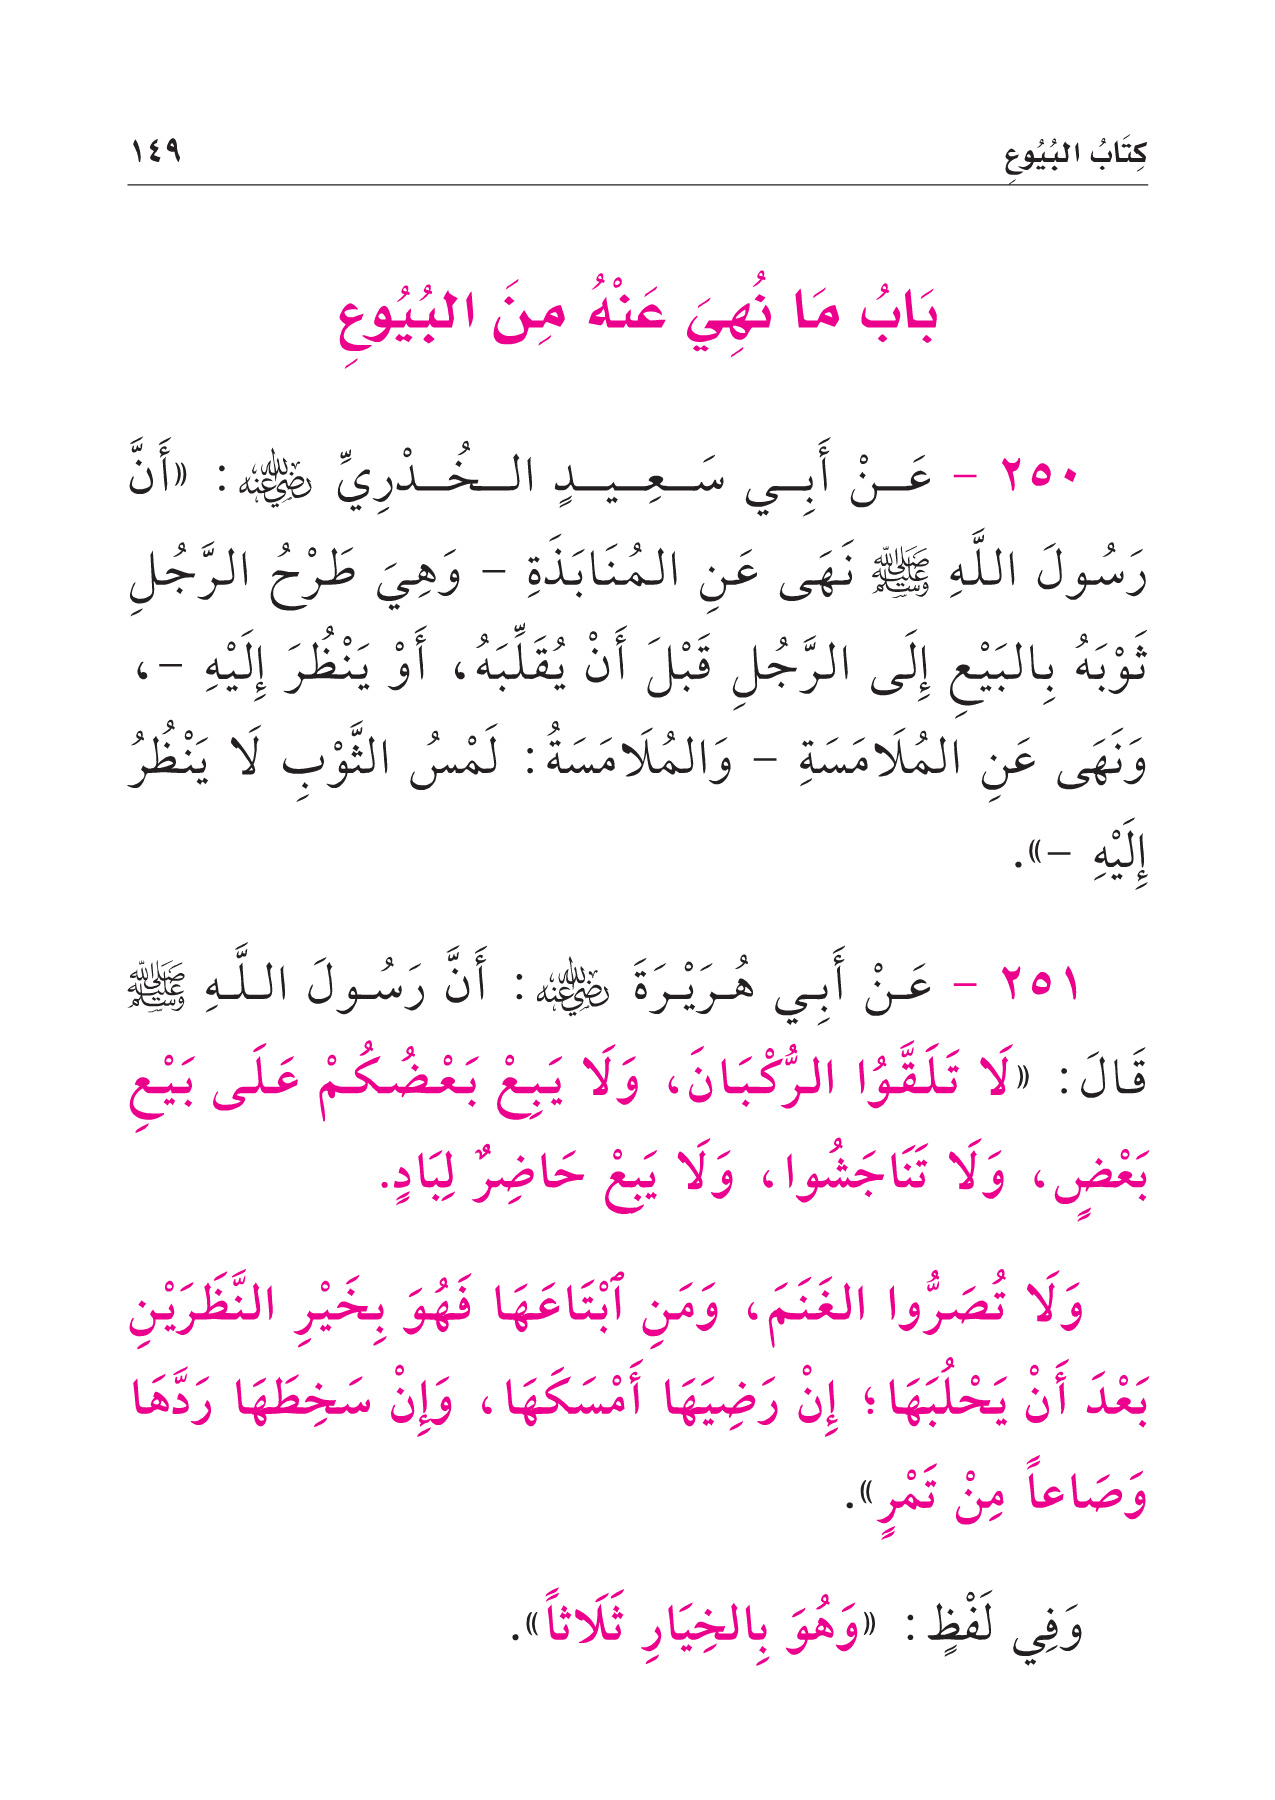 كِتَابُ البُيُوعِ ١٤٩
بَابُ مَا نُهِيَ عَنْهُ مِنَ البُيُوعِ
٢٥٠ - عَنْ أَبِي سَعِيدٍ الخُدْرِيِّ رضي الله عنه: «أَنَّ
رَسُولَ اللَّهِ ﷺ نَهَى عَنِ المُنَابَذَةِ - وَهِيَ طَرْحُ الرَّجُلِ
ثَوْبَهُ بِالبَيْعِ إِلَى الرَّجُلِ قَبْلَ أَنْ يُقَلِّبَهُ، أَوْ يَنْظُرَ إِلَيْهِ -،
وَنَهَى عَنِ المُلَامَسَةِ - وَالمُلَامَسَةُ: لَمْسُ الثَّوْبِ لَا يَنْظُرُ
إِلَيْهِ -».
٢٥١ - عَنْ أَبِي هُرَيْرَةَ رضي الله عنه: أَنَّ رَسُولَ اللَّهِ ﷺ
قَالَ: «لَا تَلَقَّوُا الرُّكْبَانَ، وَلَا يَبِعْ بَعْضُكُمْ عَلَى بَيْعِ
بَعْضٍ، وَلَا تَنَاجَشُوا، وَلَا يَبِعْ حَاضِرٌ لِبَادٍ.
وَلَا تُصَرُّوا الغَنَمَ، وَمَنِ ٱبْتَاعَهَا فَهُوَ بِخَيْرِ النَّظَرَيْنِ
بَعْدَ أَنْ يَحْلُبَهَا؛ إِنْ رَضِيَهَا أَمْسَكَهَا، وَإِنْ سَخِطَهَا رَدَّهَا
وَصَاعاً مِنْ تَمْرٍ».
وَفِي لَفْظٍ: «وَهُوَ بِالخِيَارِ ثَلَاثاً».